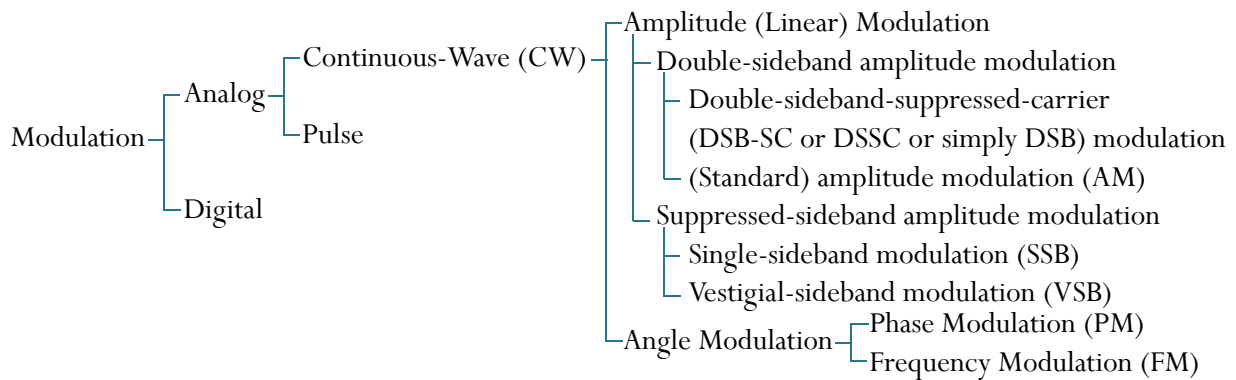 Amplitude (Linear) Modulation
Continuous-Wave (CW)
Double-sideband amplitude modulation
Analog
Double-sideband-suppressed-carrier
Modulation
Pulse
(DSB-SC or DSSC or simply DSB) modulation
(Standard) amplitude modulation (AM)
Digital
Suppressed-sideband amplitude modulation
Single-sideband modulation (SSB)
Vestigial-sideband modulation (VSB)
Phase Modulation (PM)
Angle Modulation
Frequency Modulation (FM)